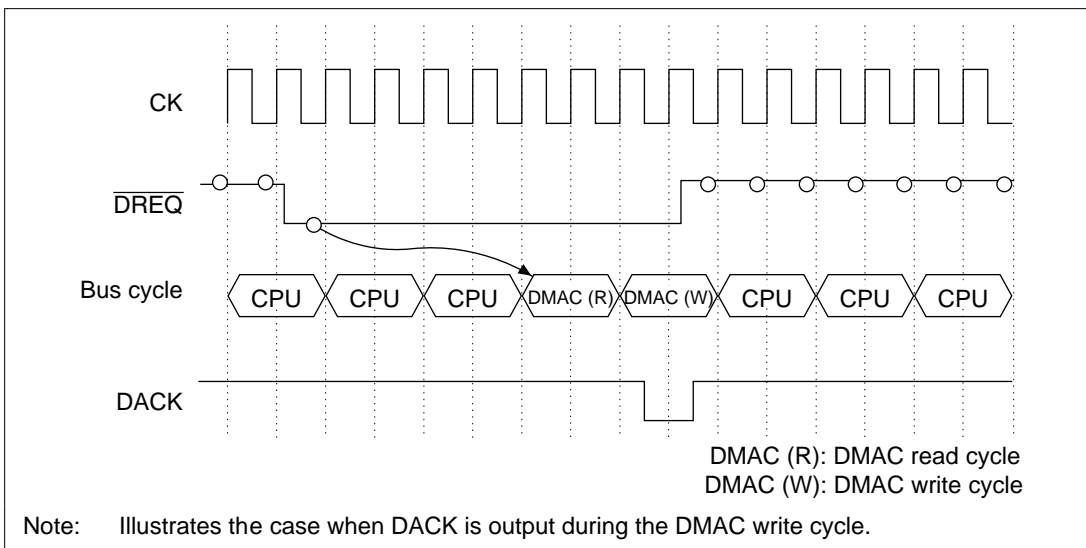 CK
DREQ
Bus cycle
CPU CPU CPU DMAC (R) DMAC (W) CPU CPU CPU
DACK
DMAC (R): DMAC read cycle
DMAC (W): DMAC write cycle
Note: Illustrates the case when DACK is output during the DMAC write cycle.